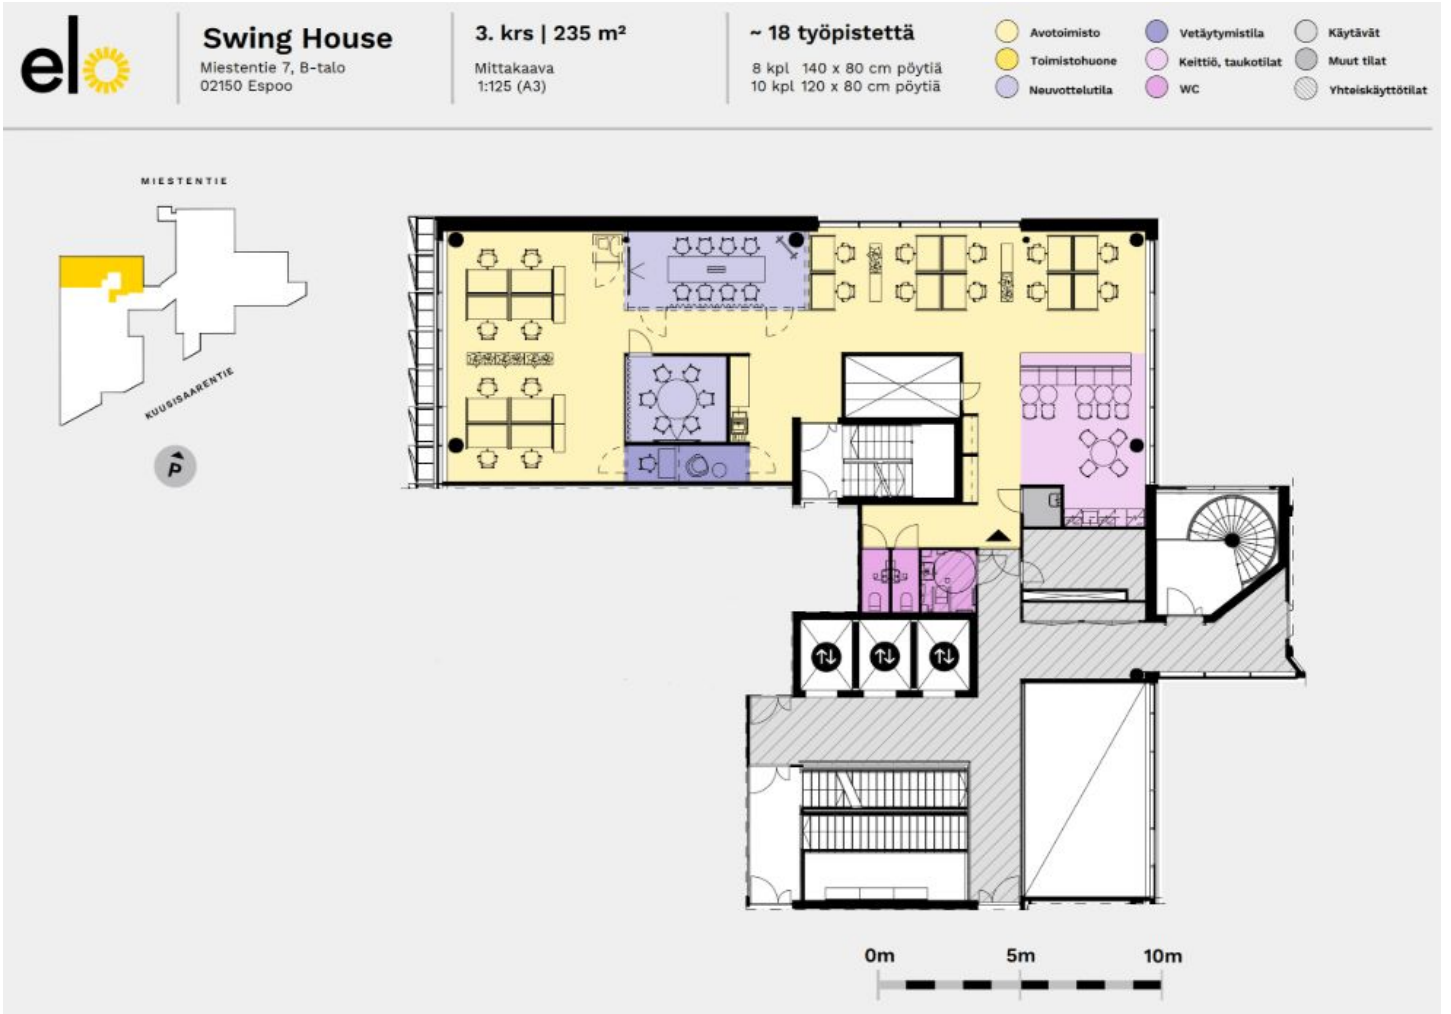 elo
Swing House
Miestentie 7, B-talo
02150 Espoo
3. krs | 235 m²
Mittakaava
1:125 (A3)
~ 18 työpistettä
8 kpl 140 x 80 cm pöytiä
10 kpl 120 x 80 cm pöytiä
Avotoimisto
Toimistohuone
Neuvottelutila
Vetäytymistila
Keittiö, taukotilat
WC
Käytävät
Muut tilat
Yhteiskäyttötilat
MIESTENTIE
KUUSISAARENTIE
P
0m 5m 10m